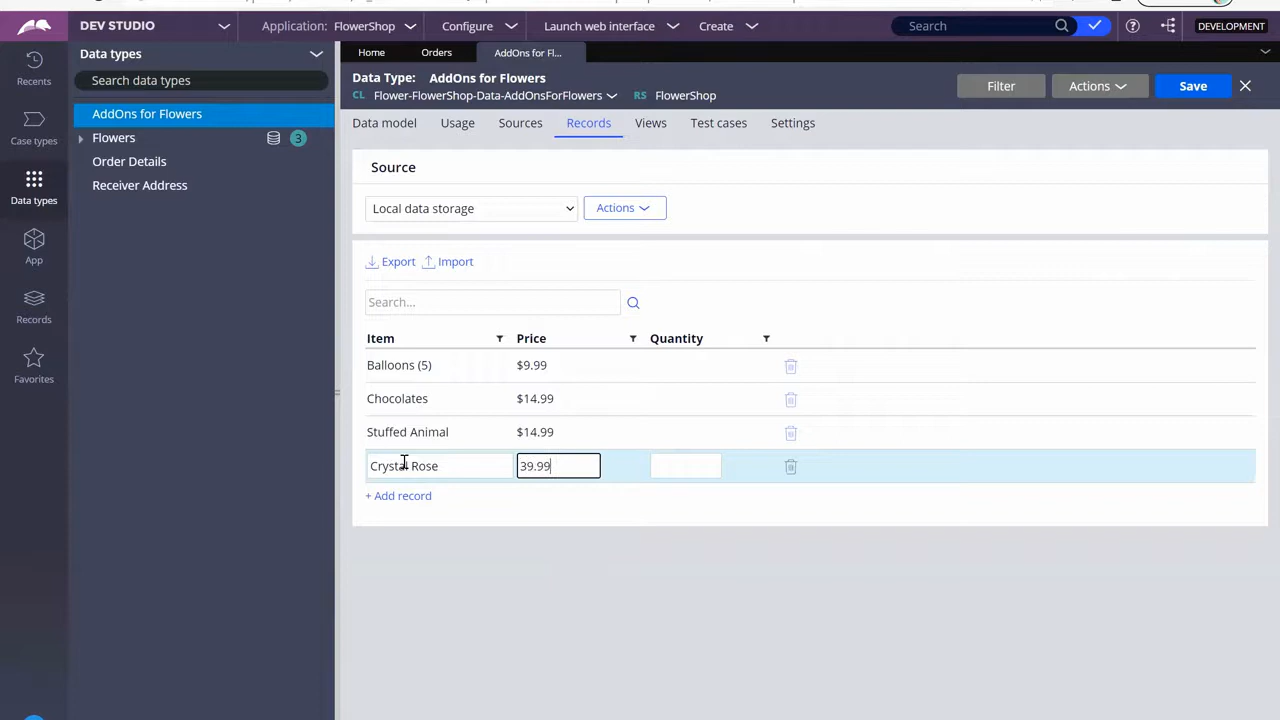 DEV STUDIO
Application: FlowerShop
Configure
Launch web interface
Create
Search
DEVELOPMENT
Recents
Case types
Data types
App
Records
Favorites
Data types
Search data types
AddOns for Flowers
Flowers
3
Order Details
Receiver Address
Home
Orders
AddOns for Fl...
Data Type: AddOns for Flowers
CL Flower-FlowerShop-Data-AddOnsForFlowers
RS FlowerShop
Filter
Actions
Save
Data model
Usage
Sources
Records
Views
Test cases
Settings
Source
Local data storage
Actions
Export
Import
Search...
Item Price Quantity
Balloons (5) $9.99
Chocolates $14.99
Stuffed Animal $14.99
Crystal Rose 39.99
+ Add record